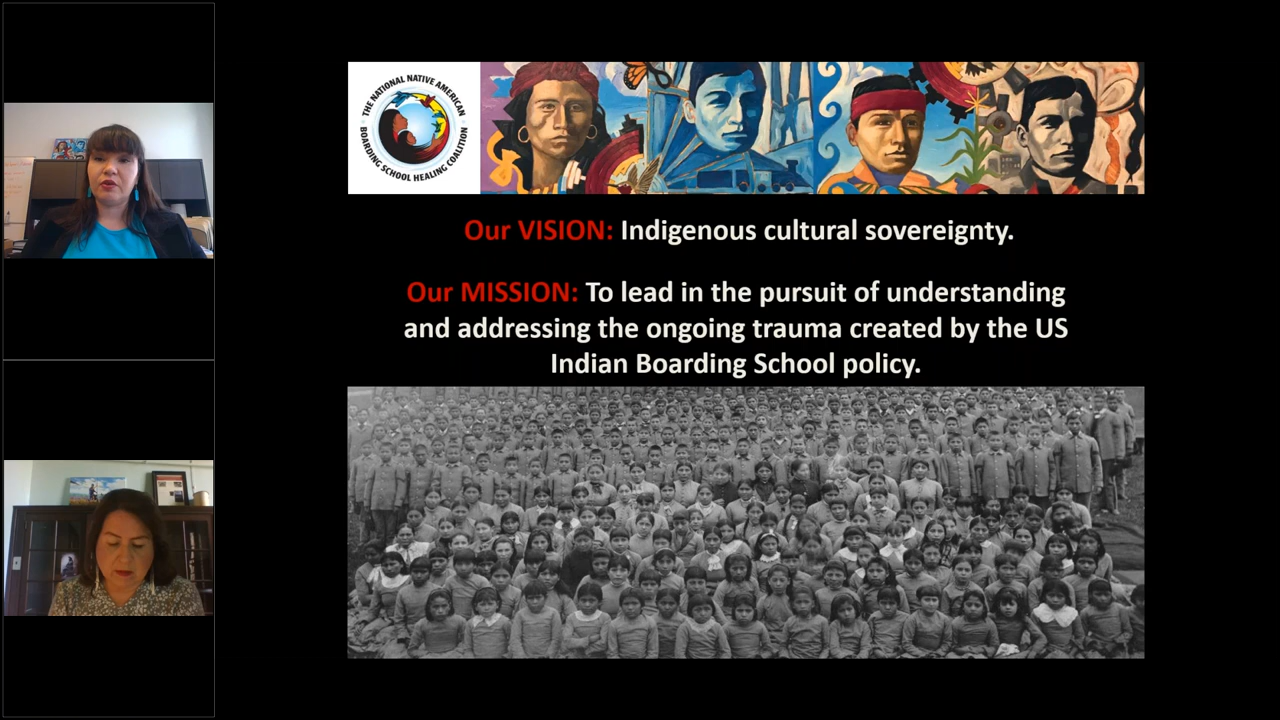 THE NATIONAL NATIVE AMERICAN
BOARDING SCHOOL HEALING COALITION
Our VISION: Indigenous cultural sovereignty.
Our MISSION: To lead in the pursuit of understanding
and addressing the ongoing trauma created by the US
Indian Boarding School policy.